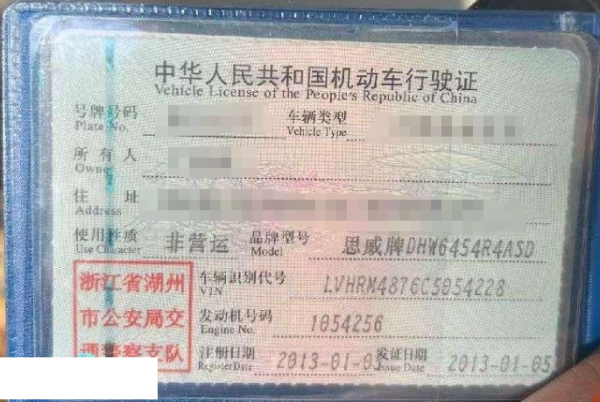 中华人民共和国机动车行驶证
Vehicle License of the People's Republic of China
号牌号码 车辆类型
Plate No. Vehicle Type
所有人
Owner
住址
Address
使用性质 非营运 品牌型号 思威牌DHW6454R4ASD
Use Character Model
浙江省湖州
市公安局交
通警察支队
车辆识别代号 LVHRM4876C5054228
VIN
发动机号码 1054256
Engine No.
注册日期 2013-01-05 发证日期 2013-01-05
Register Date Issue Date